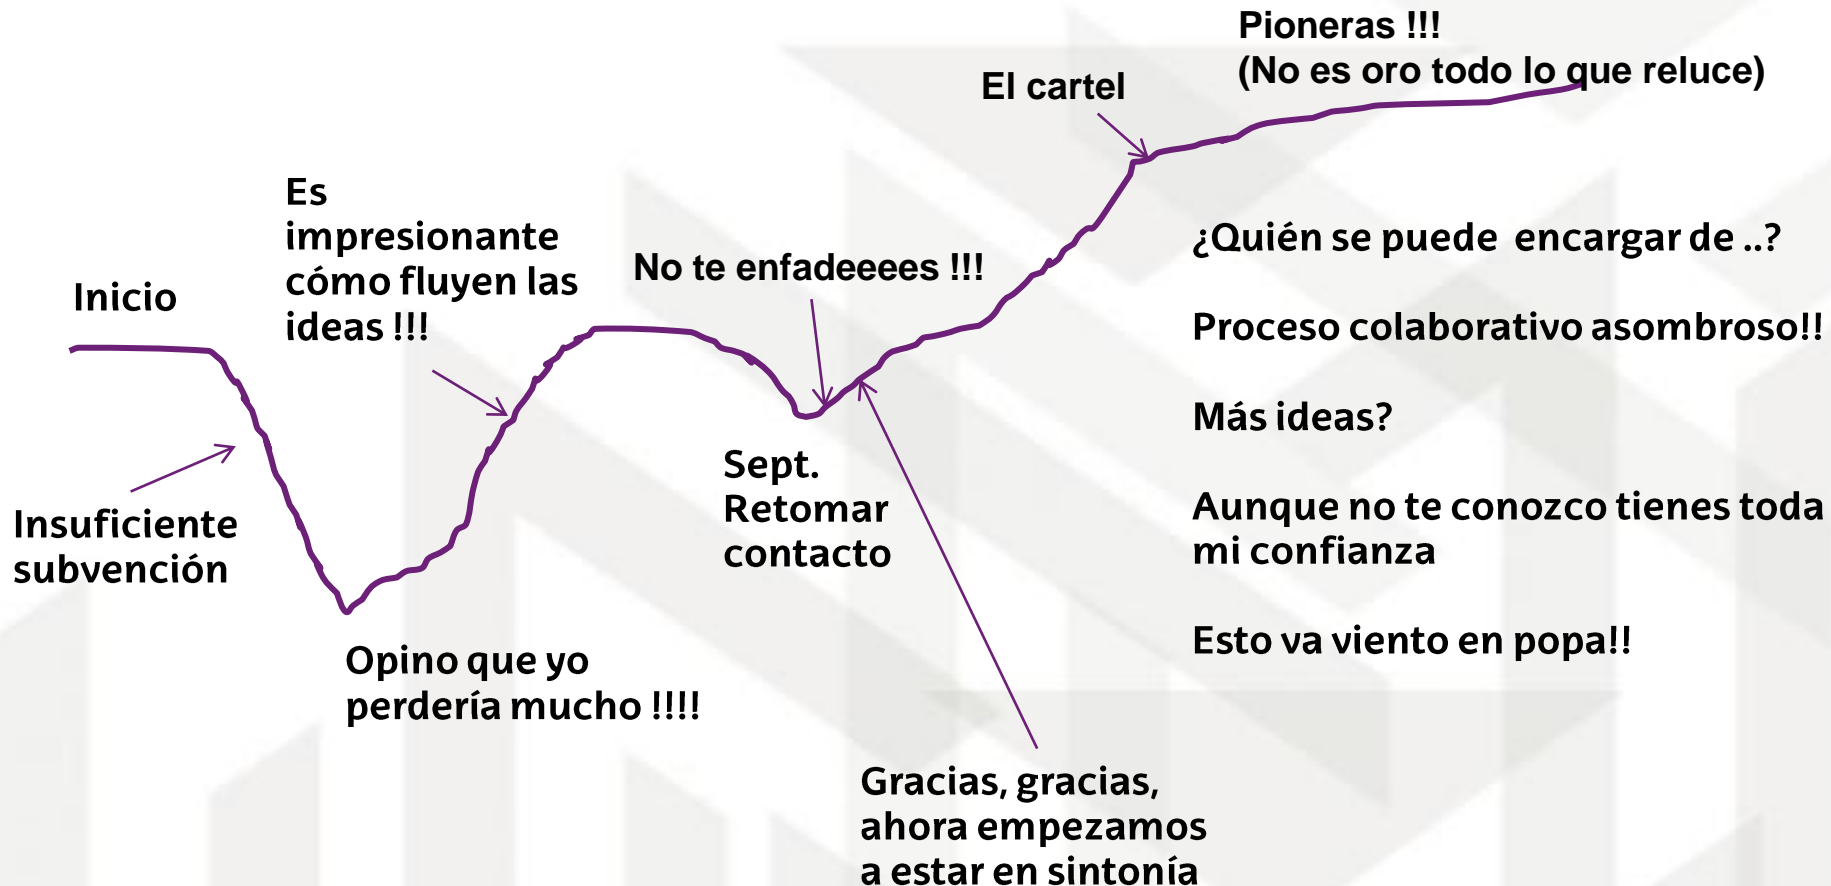 Pioneras !!!
(No es oro todo lo que reluce)
El cartel
Es
impresionante
cómo fluyen las
ideas !!!
No te enfadeeees !!!
Inicio
¿Quién se puede  encargar de ..?
Proceso colaborativo asombroso!!
Más ideas?
Aunque no te conozco tienes toda
mi confianza
Esto va viento en popa!!
Insuficiente
subvención
Sept.
Retomar
contacto
Opino que yo
perdería mucho !!!!
Gracias, gracias,
ahora empezamos
a estar en sintonía